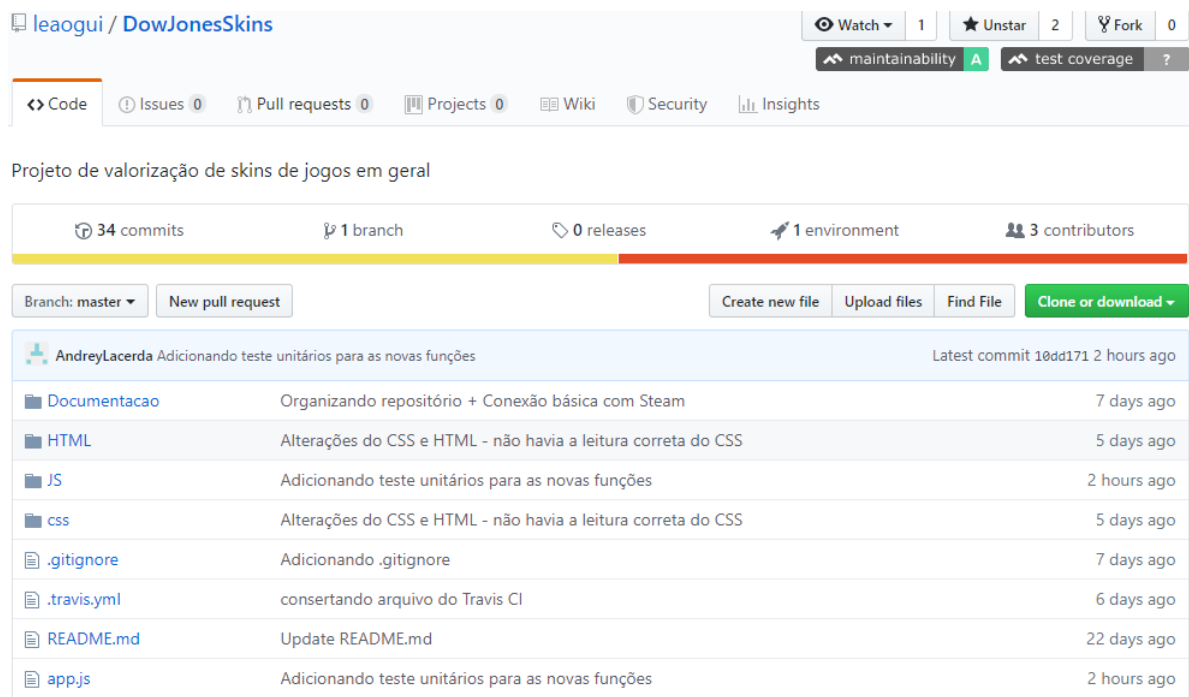 leaogui / DowJonesSkins
Watch 1 Unstar 2 Fork 0
maintainability A test coverage ?
Code Issues 0 Pull requests 0 Projects 0 Wiki Security Insights
Projeto de valorização de skins de jogos em geral
34 commits 1 branch 0 releases 1 environment 3 contributors
Branch: master New pull request Create new file Upload files Find File Clone or download
AndreyLacerda Adicionando teste unitários para as novas funções Latest commit 10dd171 2 hours ago
Documentacao Organizando repositório + Conexão básica com Steam 7 days ago
HTML Alterações do CSS e HTML - não havia a leitura correta do CSS 5 days ago
JS Adicionando teste unitários para as novas funções 2 hours ago
css Alterações do CSS e HTML - não havia a leitura correta do CSS 5 days ago
.gitignore Adicionando .gitignore 7 days ago
.travis.yml consertando arquivo do Travis CI 6 days ago
README.md Update README.md 22 days ago
app.js Adicionando teste unitários para as novas funções 2 hours ago